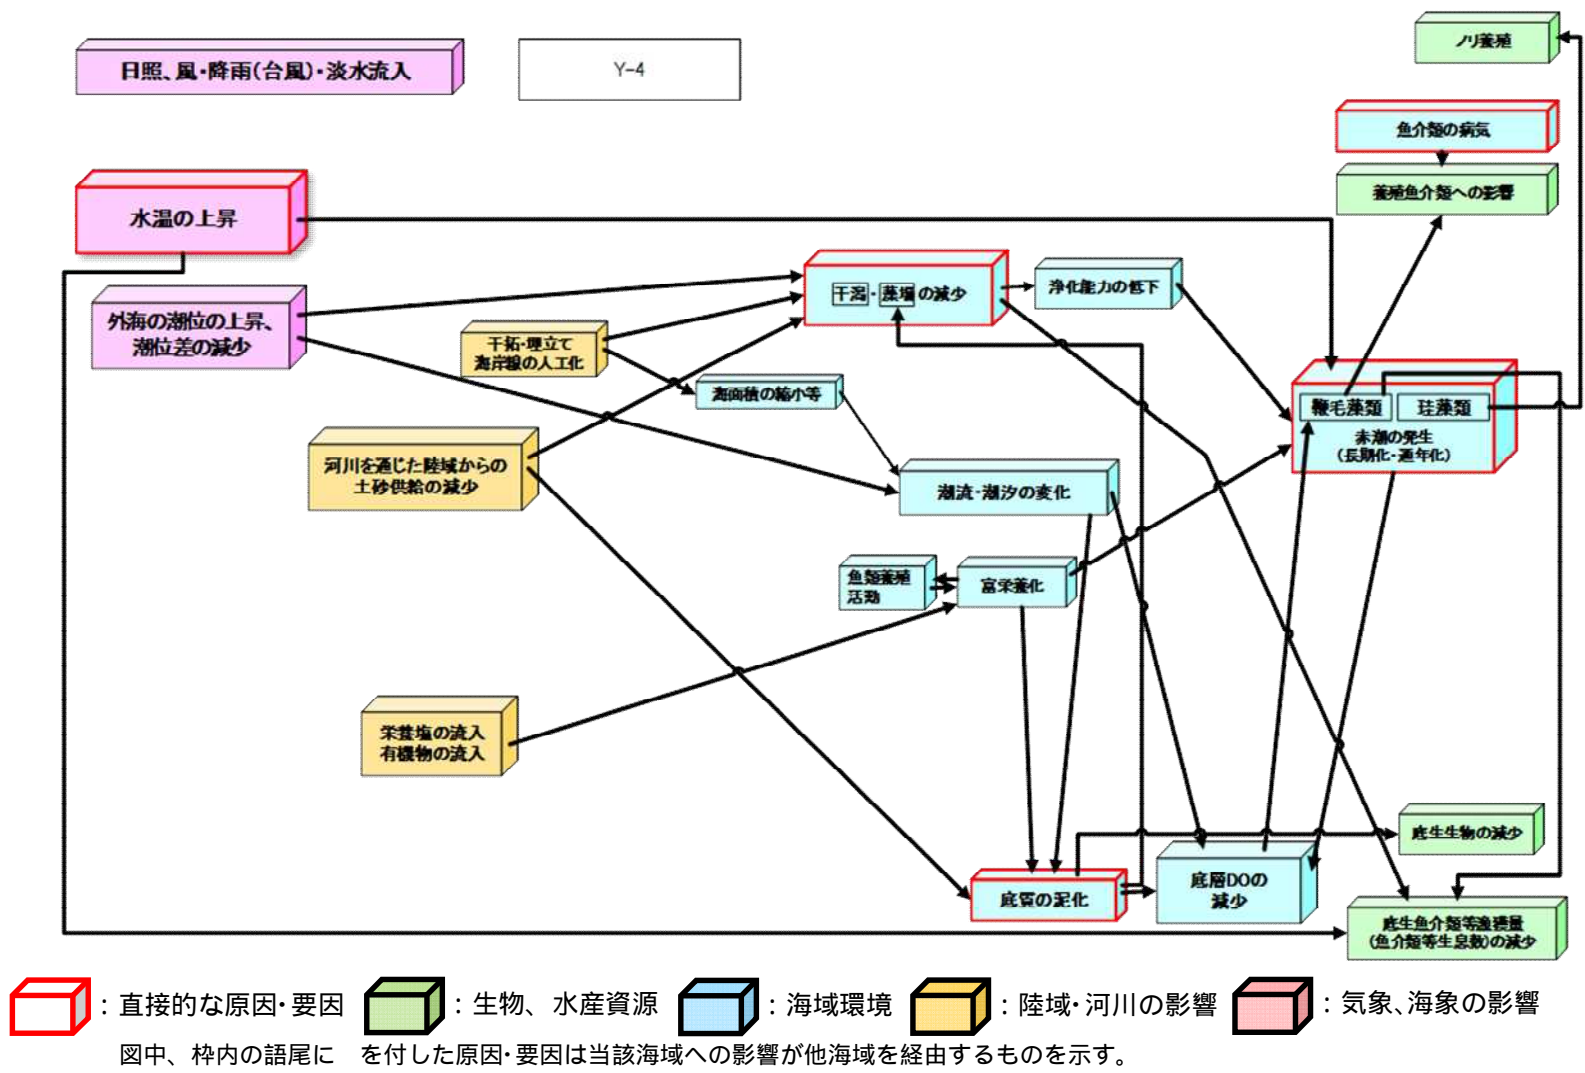 日照、風・降雨(台風)・淡水流入
Y-4
ノリ養殖
魚介類の病気
養殖魚介類への影響
水温の上昇
外海の潮位の上昇、
潮位差の減少
干拓・埋立て
海岸線の人工化
干潟・藻場の減少
浄化能力の低下
海面積の縮小等
鞭毛藻類
珪藻類
赤潮の発生
(長期化・通年化)
河川を通じた陸域からの
土砂供給の減少
潮流・潮汐の変化
魚類養殖
活動
富栄養化
栄養塩の流入
有機物の流入
底生生物の減少
底質の泥化
底層DOの
減少
底生魚介類等漁獲量
(魚介類等生息数)の減少
：直接的な原因・要因
：生物、水産資源
：海域環境
：陸域・河川の影響
：気象、海象の影響
図中、枠内の語尾に　を付した原因・要因は当該海域への影響が他海域を経由するものを示す。